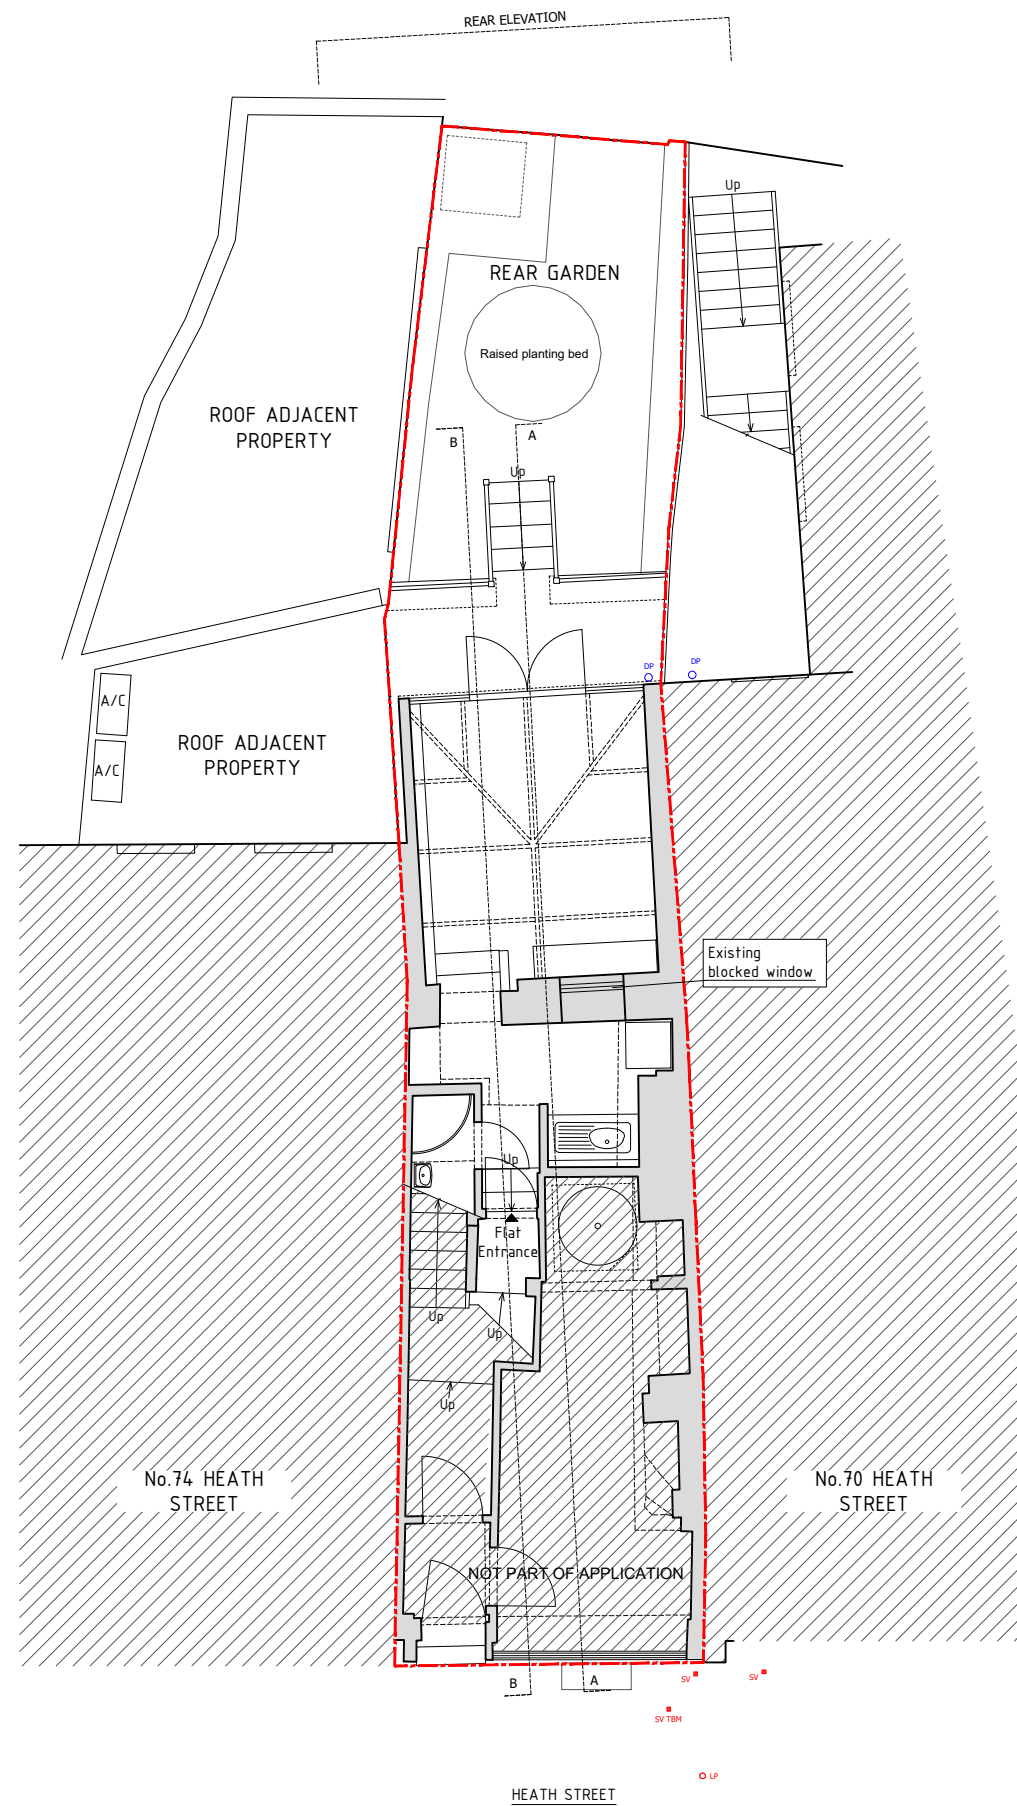 REAR ELEVATION
Up
REAR GARDEN
Raised planting bed
ROOF ADJACENT
PROPERTY
B
A
Up
DP
DP
A/C
ROOF ADJACENT
PROPERTY
A/C
Existing
blocked window
Up
Flat
Entrance
Up
Up
Up
No.74 HEATH
STREET
No.70 HEATH
STREET
NOT PART OF APPLICATION
B
A
SV
SV
SV TBM
LP
HEATH STREET